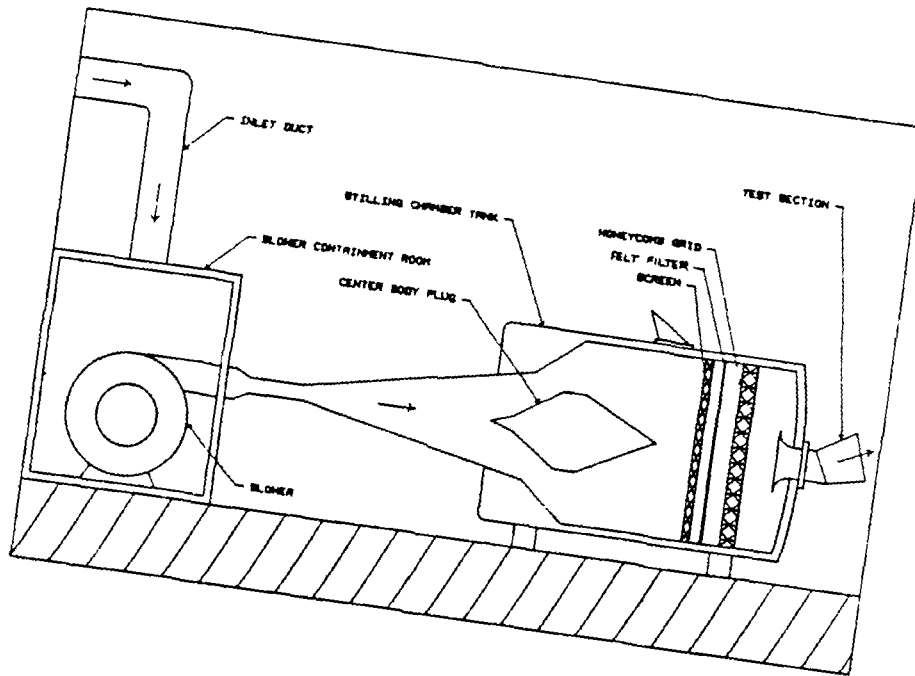 INLET DUCT
STILLING CHAMBER TANK
TEST SECTION
BLOWER CONTAINMENT ROOM
HONEYCOMB GRID
FELT FILTER
CENTER BODY PLUG
SCREEN
BLOWER